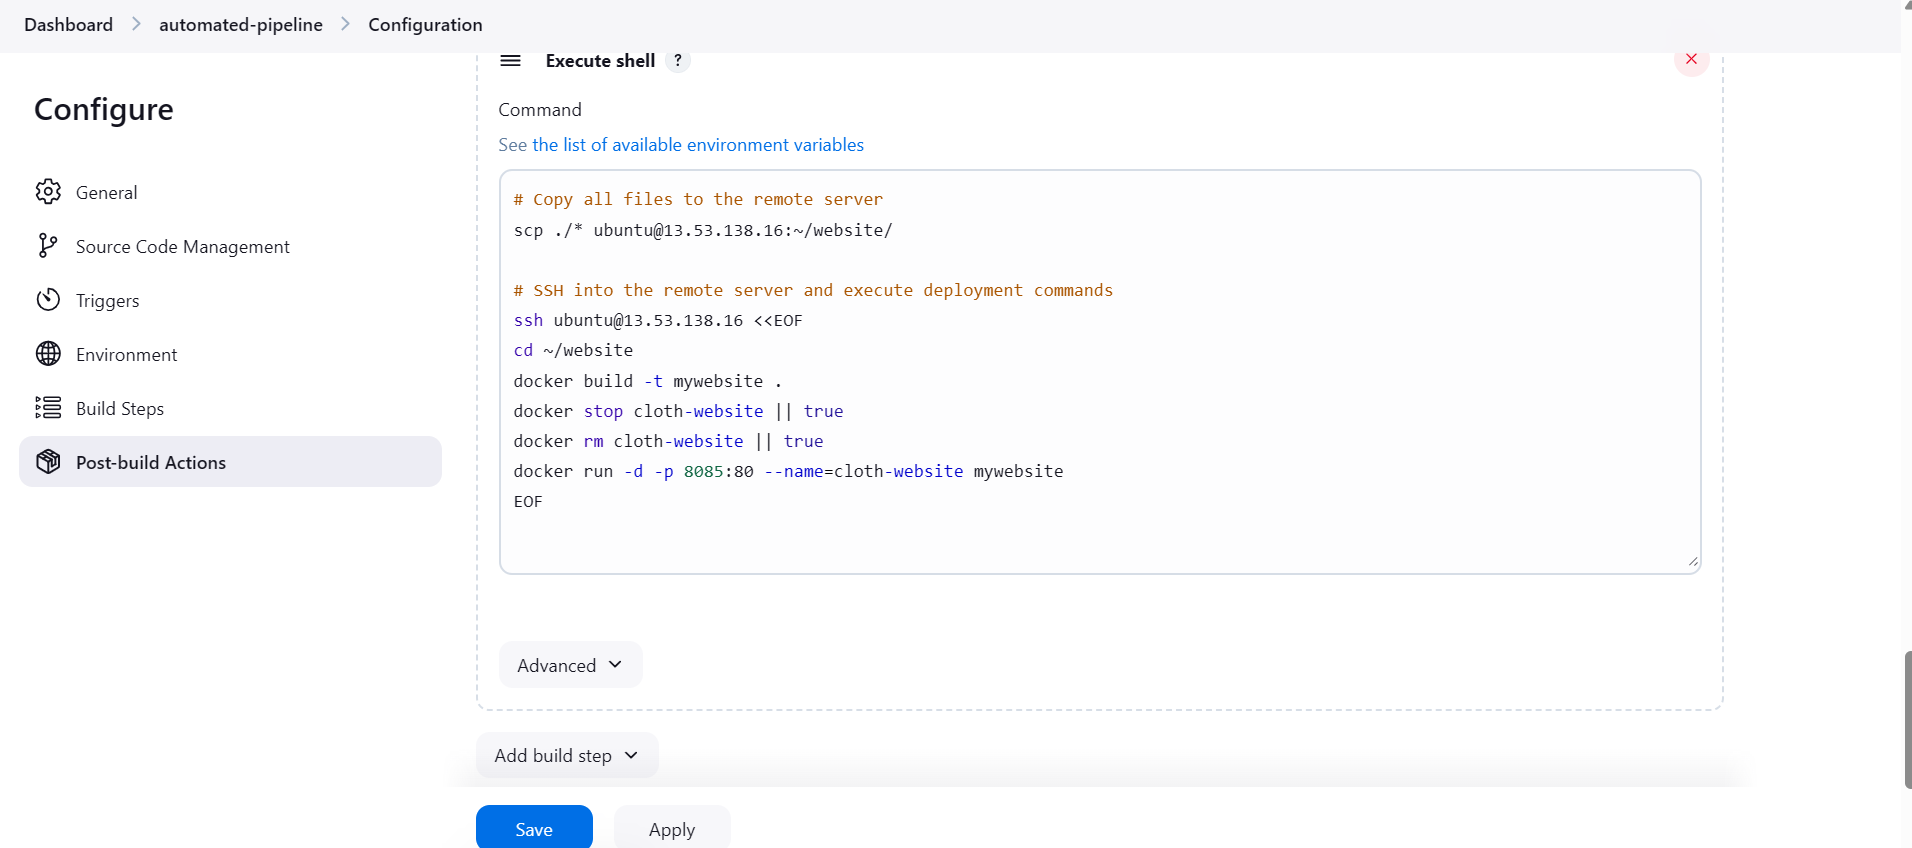 Dashboard > automated-pipeline > Configuration
Configure
General
Source Code Management
Triggers
Environment
Build Steps
Post-build Actions
Execute shell ?
Command
See the list of available environment variables
# Copy all files to the remote server
scp ./* ubuntu@13.53.138.16:~/website/
# SSH into the remote server and execute deployment commands
ssh ubuntu@13.53.138.16 <<EOF
cd ~/website
docker build -t mywebsite .
docker stop cloth-website || true
docker rm cloth-website || true
docker run -d -p 8085:80 --name=cloth-website mywebsite
EOF
Advanced
Add build step
Save
Apply